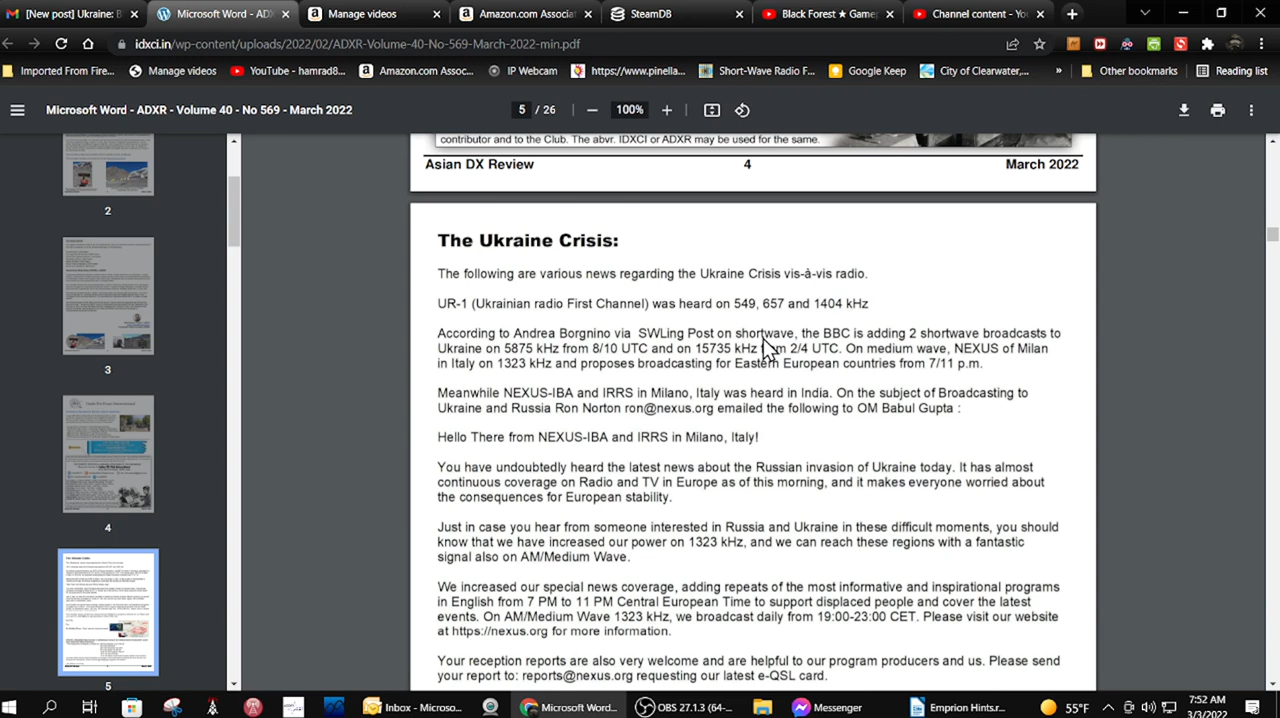 [New post] Ukraine: B
Microsoft Word - ADX
Manage videos
Amazon.com Associat
SteamDB
Black Forest ★ Gamep
Channel content - Yo
idxci.in/wp-content/uploads/2022/02/ADXR-Volume-40-No-569-March-2022-min.pdf
Imported From Fire...
Manage videos
YouTube - hamrad8...
Amazon.com Assoc...
IP Webcam
https://www.pinella...
Short-Wave Radio F...
Google Keep
City of Clearwater,...
»
Other bookmarks
Reading list
Microsoft Word - ADXR - Volume 40 - No 569 - March 2022
5 / 26
100%
2
3
4
5
contributor and to the Club. The abvr. IDXCI or ADXR may be used for the same.
Asian DX Review 4 March 2022
The Ukraine Crisis:
The following are various news regarding the Ukraine Crisis vis-à-vis radio.
UR-1 (Ukrainian radio First Channel) was heard on 549, 657 and 1404 kHz
According to Andrea Borgnino via SWLing Post on shortwave, the BBC is adding 2 shortwave broadcasts to
Ukraine on 5875 kHz from 8/10 UTC and on 15735 kHz from 2/4 UTC. On medium wave, NEXUS of Milan
in Italy on 1323 kHz and proposes broadcasting for Eastern European countries from 7/11 p.m.
Meanwhile NEXUS-IBA and IRRS in Milano, Italy was heard in India. On the subject of Broadcasting to
Ukraine and Russia Ron Norton ron@nexus.org emailed the following to OM Babul Gupta :
Hello There from NEXUS-IBA and IRRS in Milano, Italy!
You have undoubtedly heard the latest news about the Russian invasion of Ukraine today. It has almost
continuous coverage on Radio and TV in Europe as of this morning, and it makes everyone worried about
the consequences for European stability.
Just in case you hear from someone interested in Russia and Ukraine in these difficult moments, you should
know that we have increased our power on 1323 kHz, and we can reach these regions with a fantastic
signal also on AM/Medium Wave.
We increased our regular news coverage, adding repeats of themed informative and inspirational programs
in English from 7 PM to 11 PM Central European Time to support displaced people and cover the latest
events. On AM/Medium Wave 1323 kHz, we broadcast daily from 19:00-23:00 CET. Please visit our website
at https://nexus.org for more information.
Your reception reports are also very welcome and are helpful to our program producers and us. Please send
your report to: reports@nexus.org requesting our latest e-QSL card.
Inbox - Microso...
Microsoft Word...
OBS 27.1.3 (64-...
Messenger
Emprion Hints.r...
55°F
7:52 AM